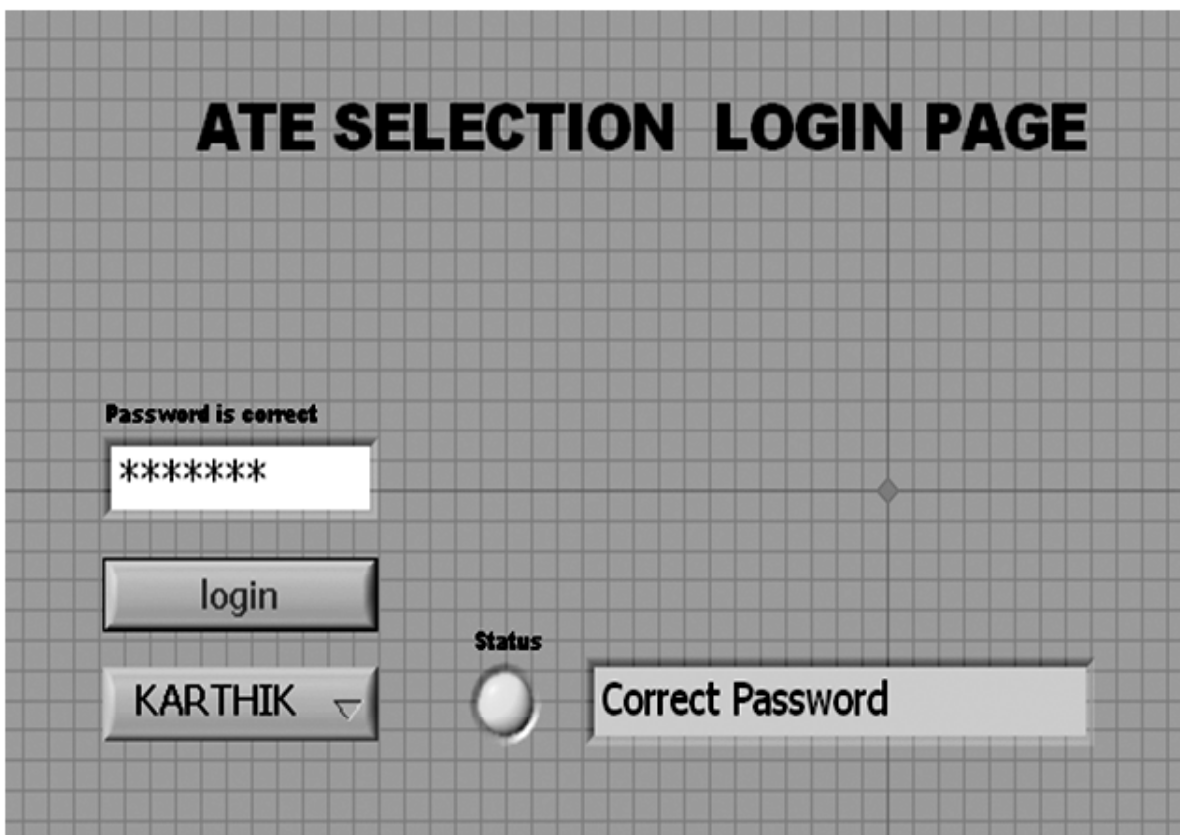 ATE SELECTION LOGIN PAGE
Password is correct
*******
login
Status
KARTHIK
Correct Password